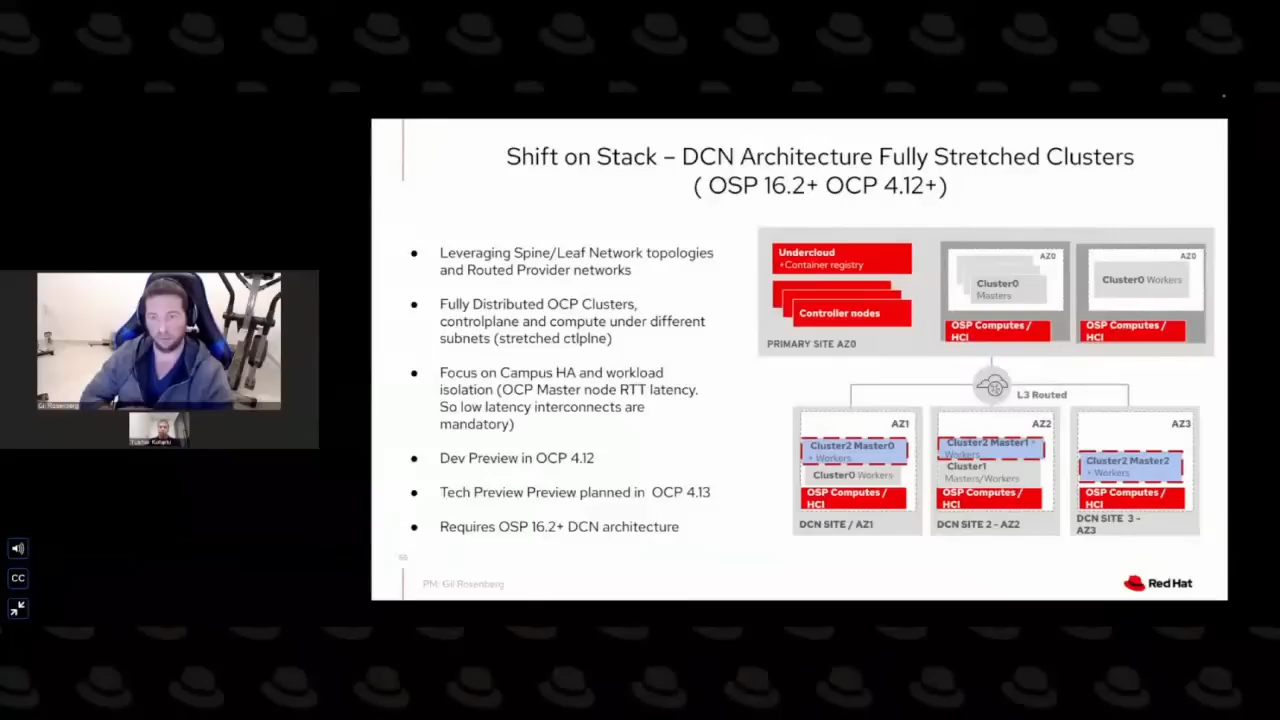 Shift on Stack – DCN Architecture Fully Stretched Clusters
( OSP 16.2+ OCP 4.12+)
● Leveraging Spine/Leaf Network topologies
and Routed Provider networks
● Fully Distributed OCP Clusters,
controlplane and compute under different
subnets (stretched ctlplne)
● Focus on Campus HA and workload
isolation (OCP Master node RTT latency.
So low latency interconnects are
mandatory)
● Dev Preview in OCP 4.12
● Tech Preview Preview planned in OCP 4.13
● Requires OSP 16.2+ DCN architecture
Undercloud
+Container registry
Controller nodes
PRIMARY SITE AZ0
AZ0
Cluster0
Masters
OSP Computes /
HCI
AZ0
Cluster0 Workers
OSP Computes /
HCI
L3 Routed
AZ1
Cluster2 Master0
+ Workers
Cluster0 Workers
OSP Computes /
HCI
DCN SITE / AZ1
AZ2
Cluster2 Master1 -
Workers
Cluster1
Masters/Workers
OSP Computes /
HCI
DCN SITE 2 - AZ2
AZ3
Cluster2 Master2
+ Workers
OSP Computes /
HCI
DCN SITE 3 -
AZ3
PM: Gil Rosenberg
Red Hat
Gil Rosenberg
CC